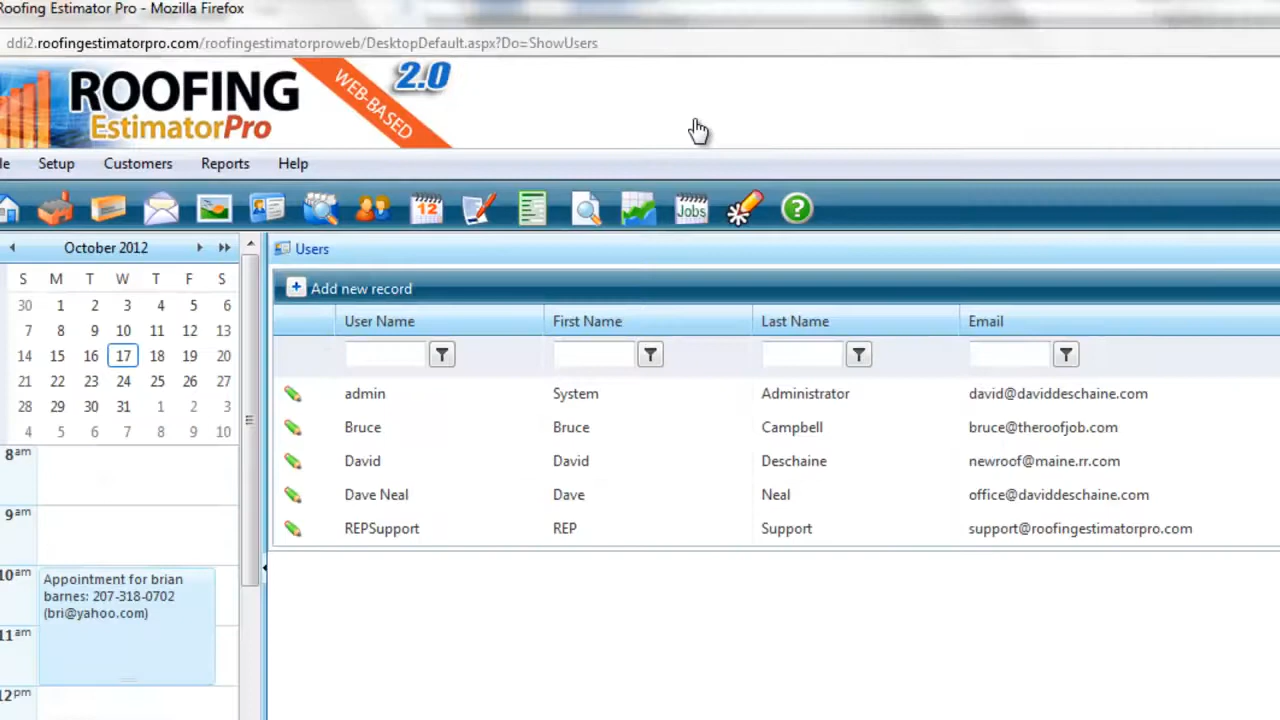 Roofing Estimator Pro - Mozilla Firefox
ddi2.roofingestimatorpro.com/roofingestimatorproweb/DesktopDefault.aspx?Do=ShowUsers
ROOFING
EstimatorPro
WEB-BASED
2.0
le Setup Customers Reports Help
12 Jobs ?
October 2012
S M T W T F S
30 1 2 3 4 5 6
7 8 9 10 11 12 13
14 15 16 17 18 19 20
21 22 23 24 25 26 27
28 29 30 31 1 2 3
4 5 6 7 8 9 10
8am
9am
10am
Appointment for brian
barnes: 207-318-0702
(bri@yahoo.com)
11am
12pm
Users
Add new record
User Name First Name Last Name Email
admin System Administrator david@daviddeschaine.com
Bruce Bruce Campbell bruce@theroofjob.com
David David Deschaine newroof@maine.rr.com
Dave Neal Dave Neal office@daviddeschaine.com
REPSupport REP Support support@roofingestimatorpro.com